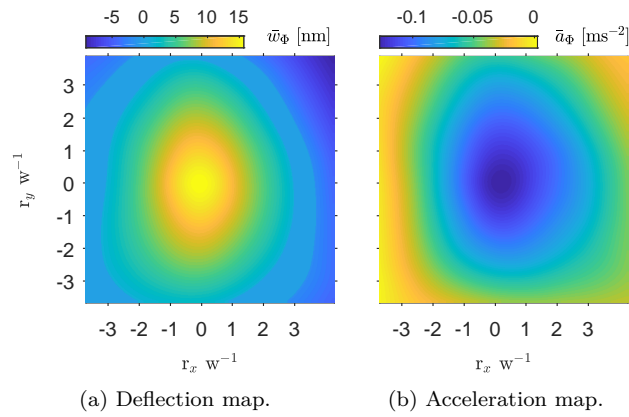 -5 0 5 10 15 w̄_Φ [nm]
-0.1 -0.05 0 ā_Φ [ms⁻²]
3
2
1
0
-1
-2
-3
r_y w⁻¹
-3 -2 -1 0 1 2 3
-3 -2 -1 0 1 2 3
r_x w⁻¹
r_x w⁻¹
(a) Deflection map.
(b) Acceleration map.